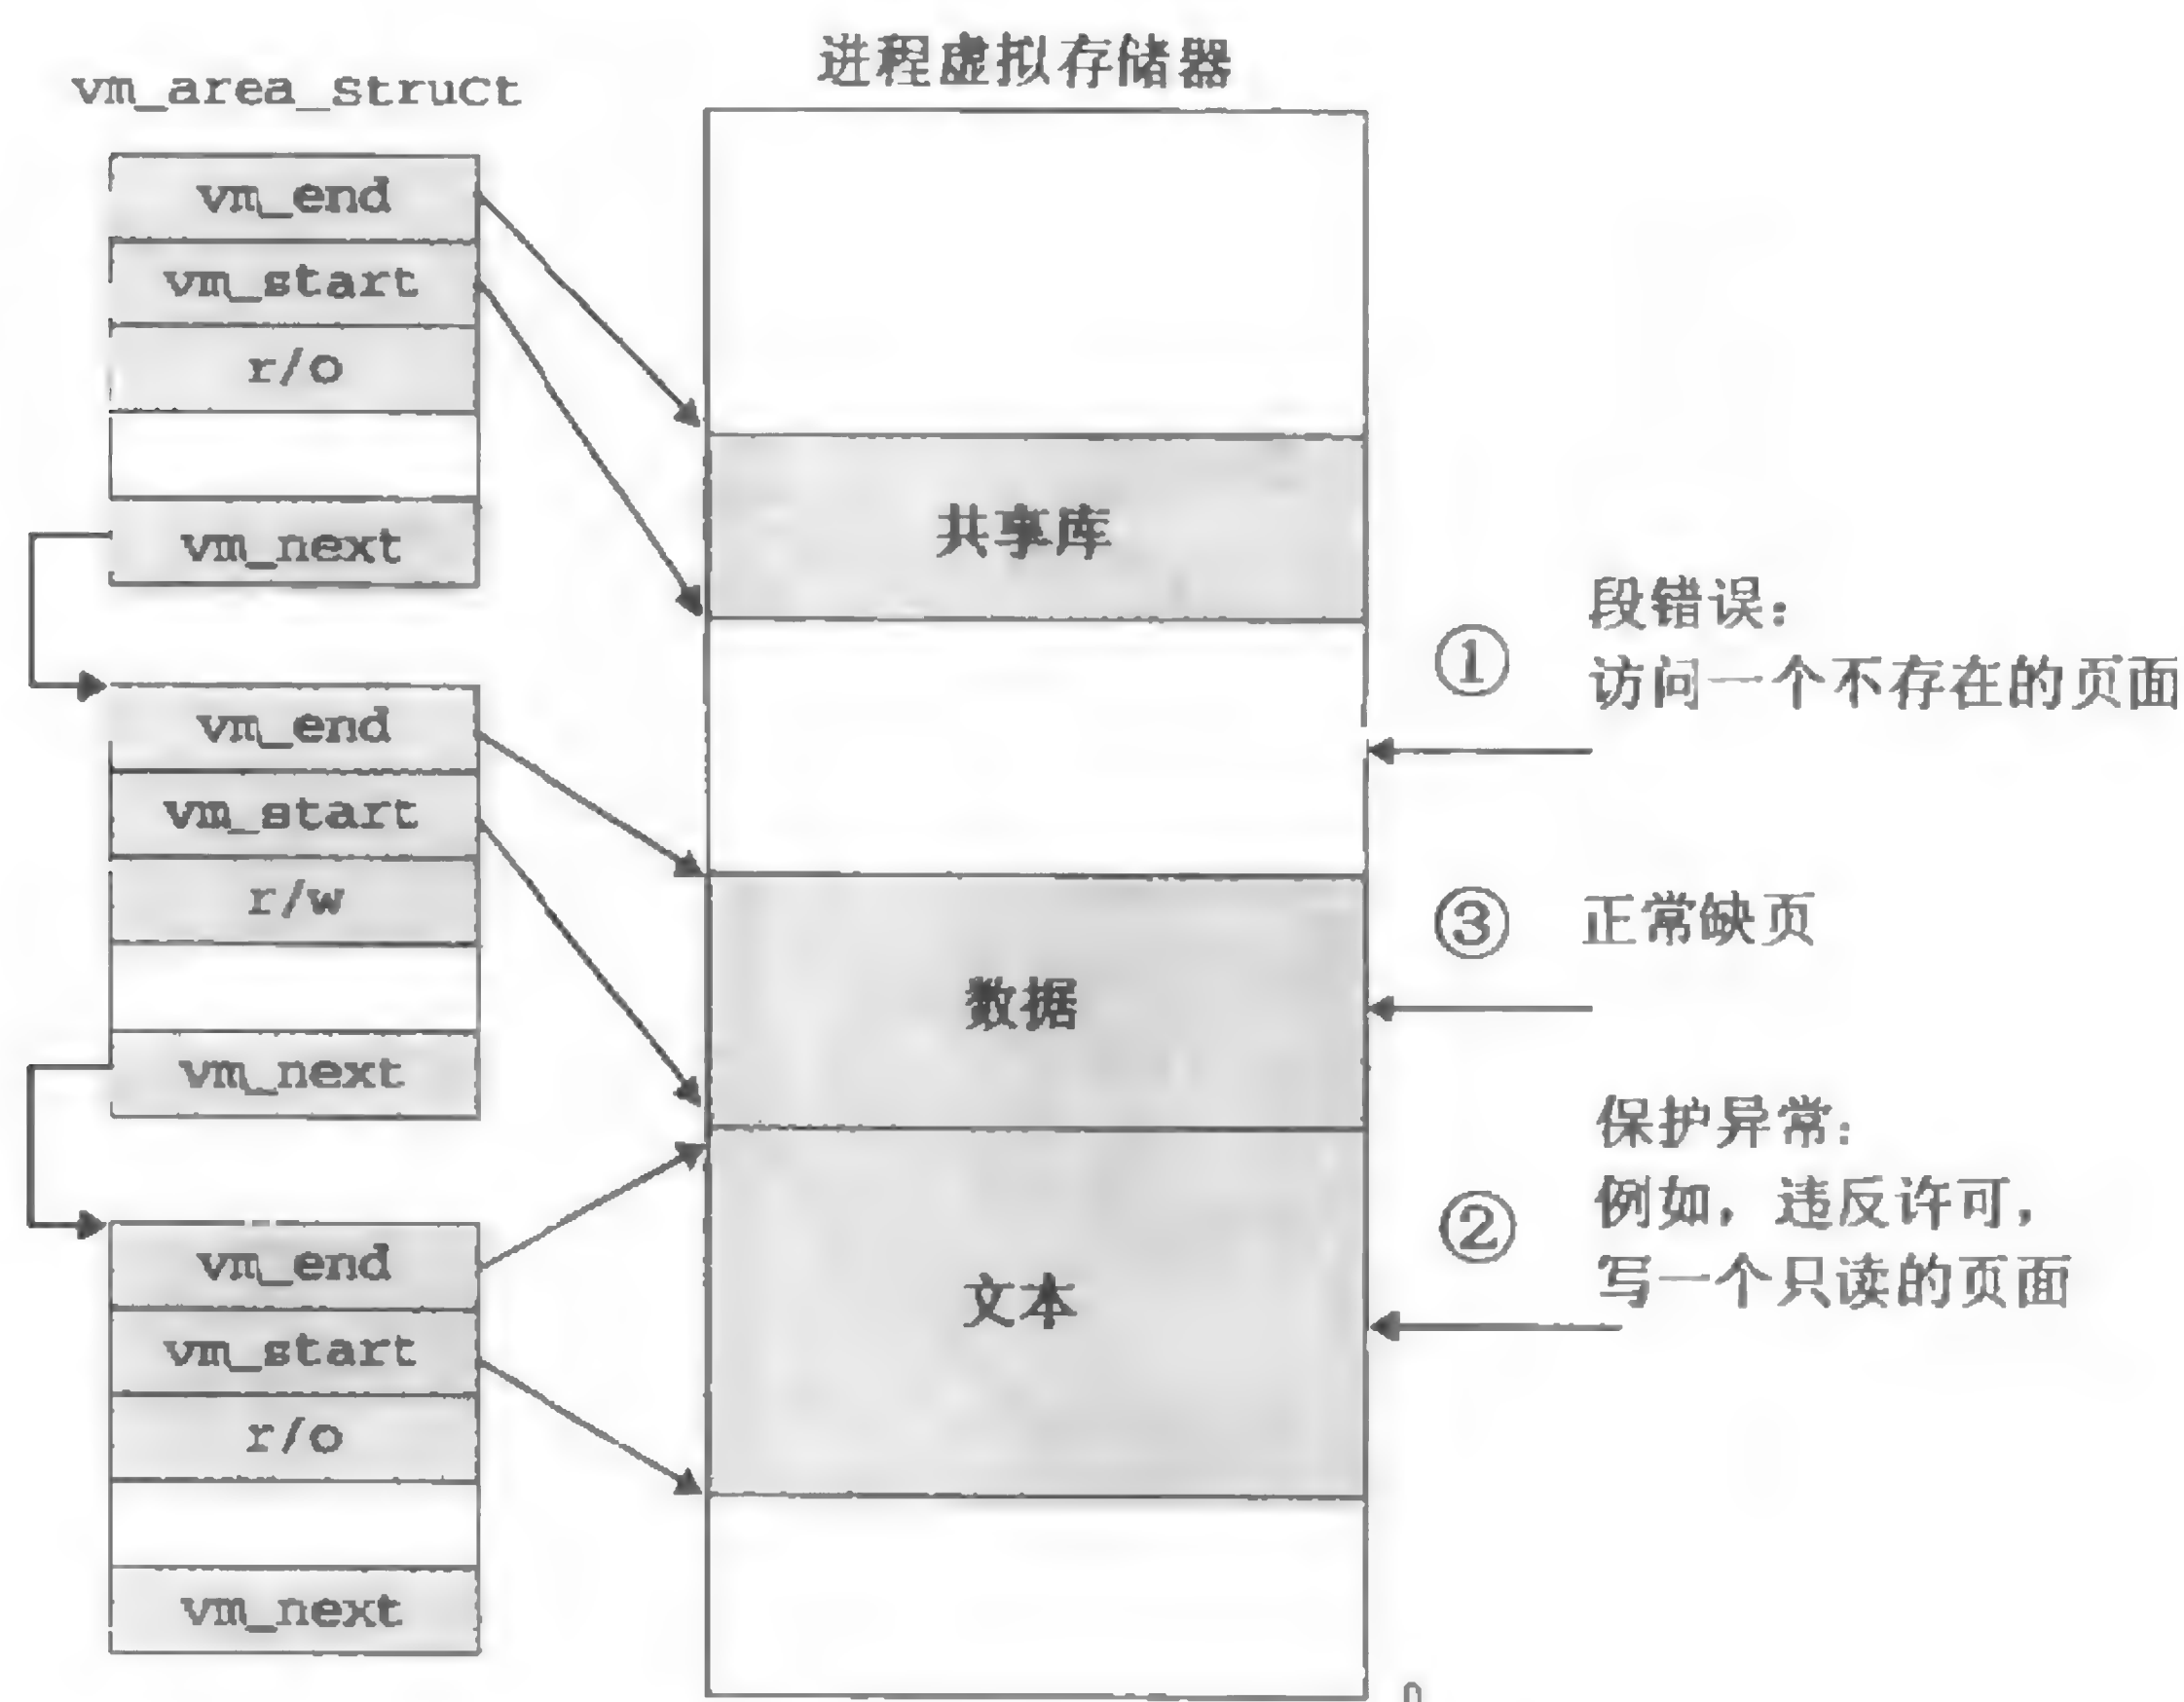 进程虚拟存储器
vm_area_struct
vm_end
vm_start
r/o
vm_next
共享库
段错误：
① 访问一个不存在的页面
vm_end
vm_start
r/w
vm_next
③ 正常缺页
数据
保护异常：
② 例如，违反许可，
写一个只读的页面
vm_end
vm_start
r/o
vm_next
文本